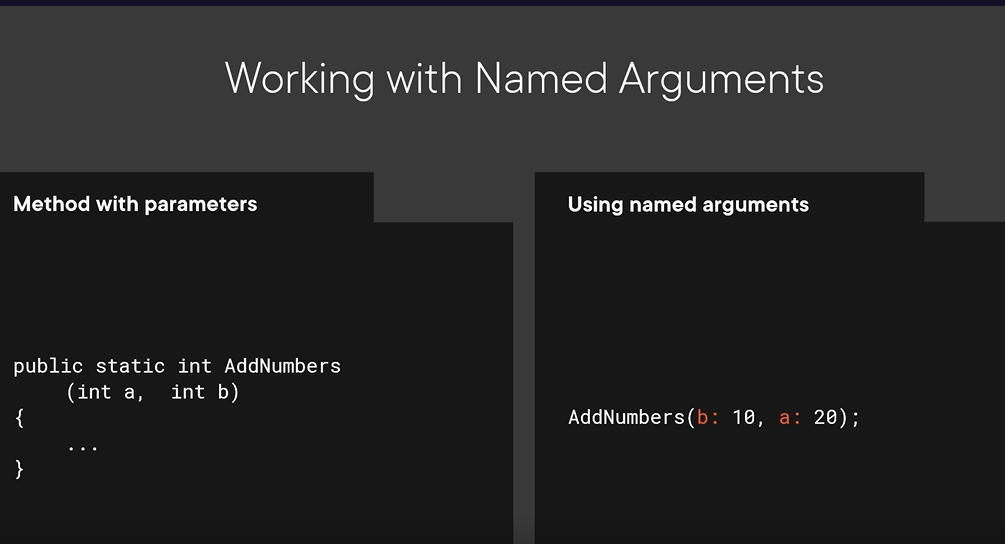 Working with Named Arguments
Method with parameters
public static int AddNumbers
(int a,  int b)
{
...
}
Using named arguments
AddNumbers(b: 10, a: 20);